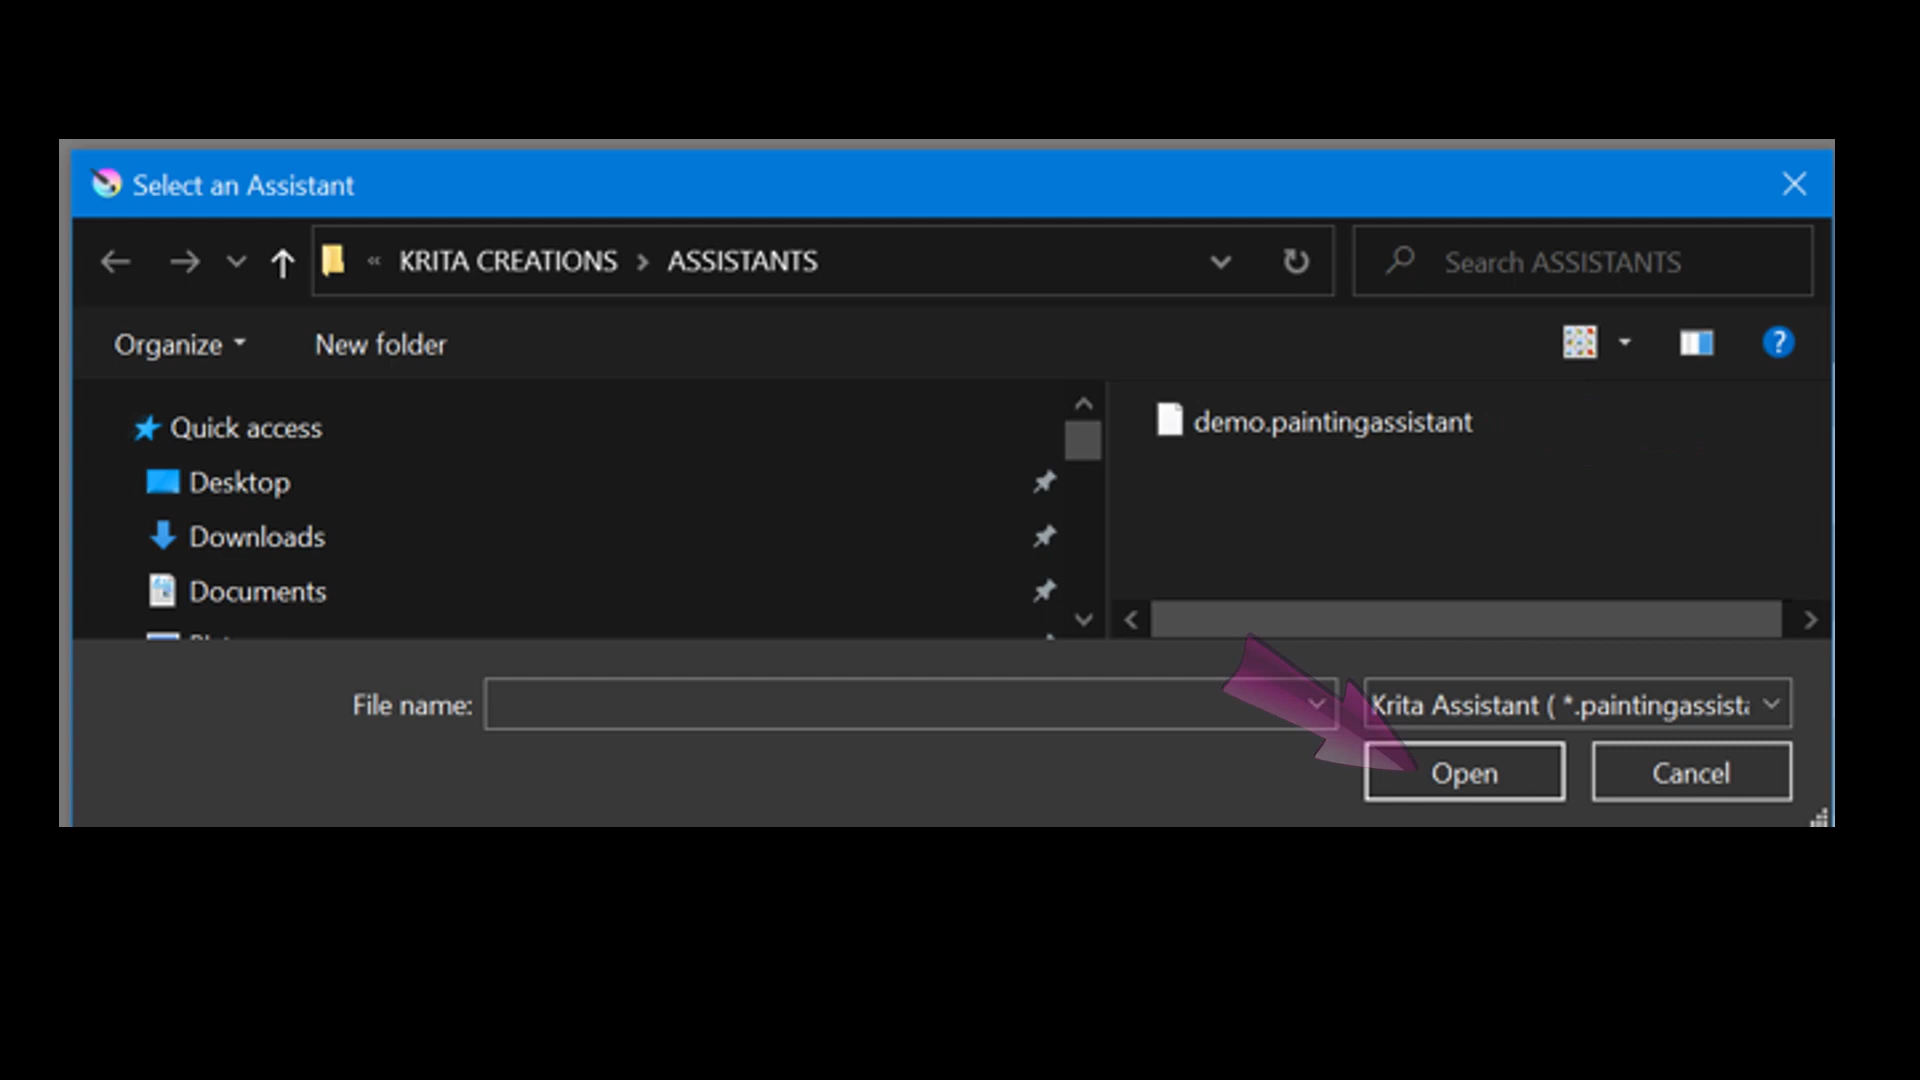 Select an Assistant
« KRITA CREATIONS > ASSISTANTS
Search ASSISTANTS
Organize
New folder
Quick access
demo.paintingassistant
Desktop
Downloads
Documents
File name:
Krita Assistant ( *.paintingassista
Open
Cancel